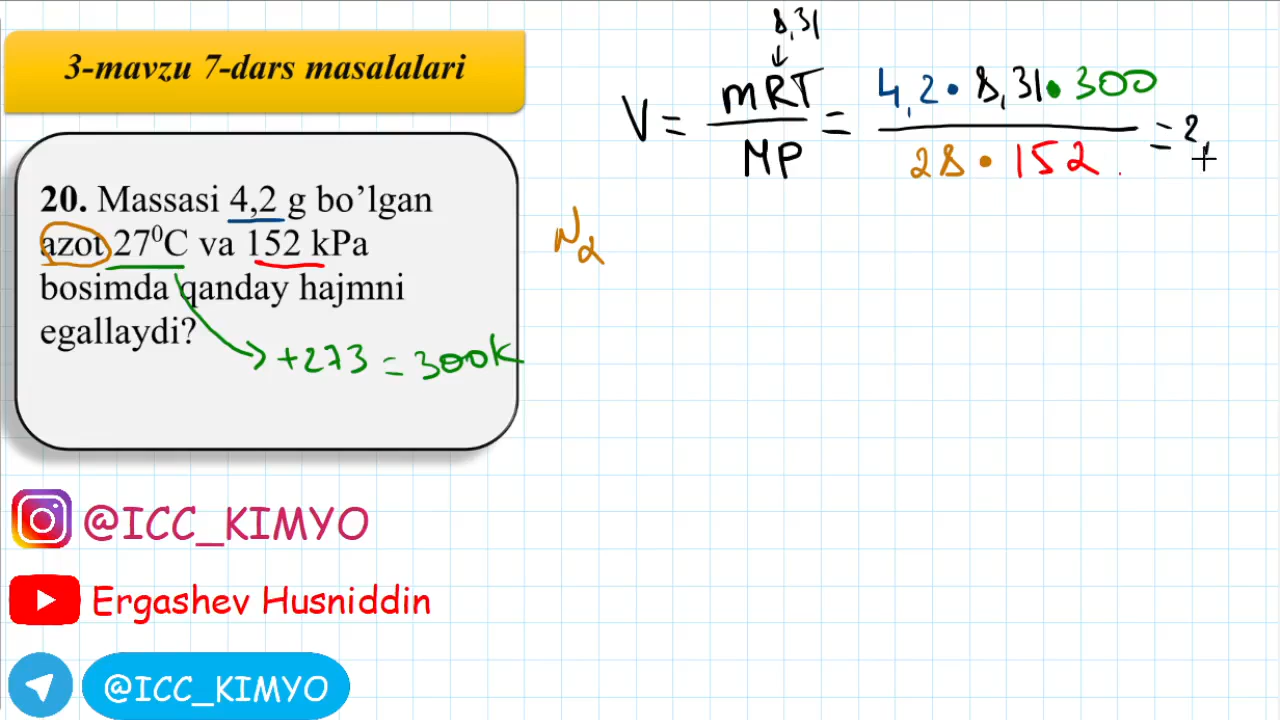 3-mavzu 7-dars masalalari
20. Massasi 4,2 g bo’lgan
azot 27⁰C va 152 kPa
bosimda qanday hajmni
egallaydi?
+273 = 300K
8,31
V = mRT / MP = 4,2 • 8,31 • 300 / 28 • 152 = 2,
N₂
@ICC_KIMYO
Ergashev Husniddin
@ICC_KIMYO